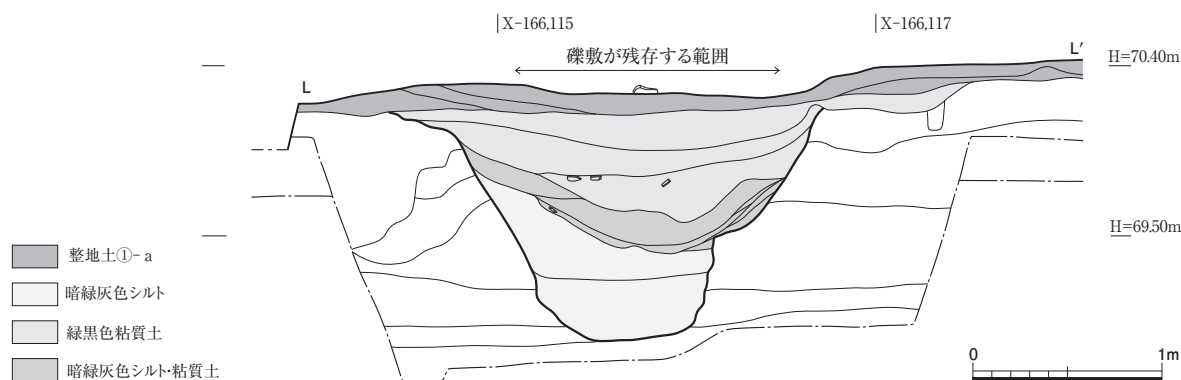 X-166,115
X-166,117
礫敷が残存する範囲
L
L′
H=70.40m
H=69.50m
整地土①-a
暗緑灰色シルト
緑黒色粘質土
暗緑灰色シルト・粘質土
0
1m